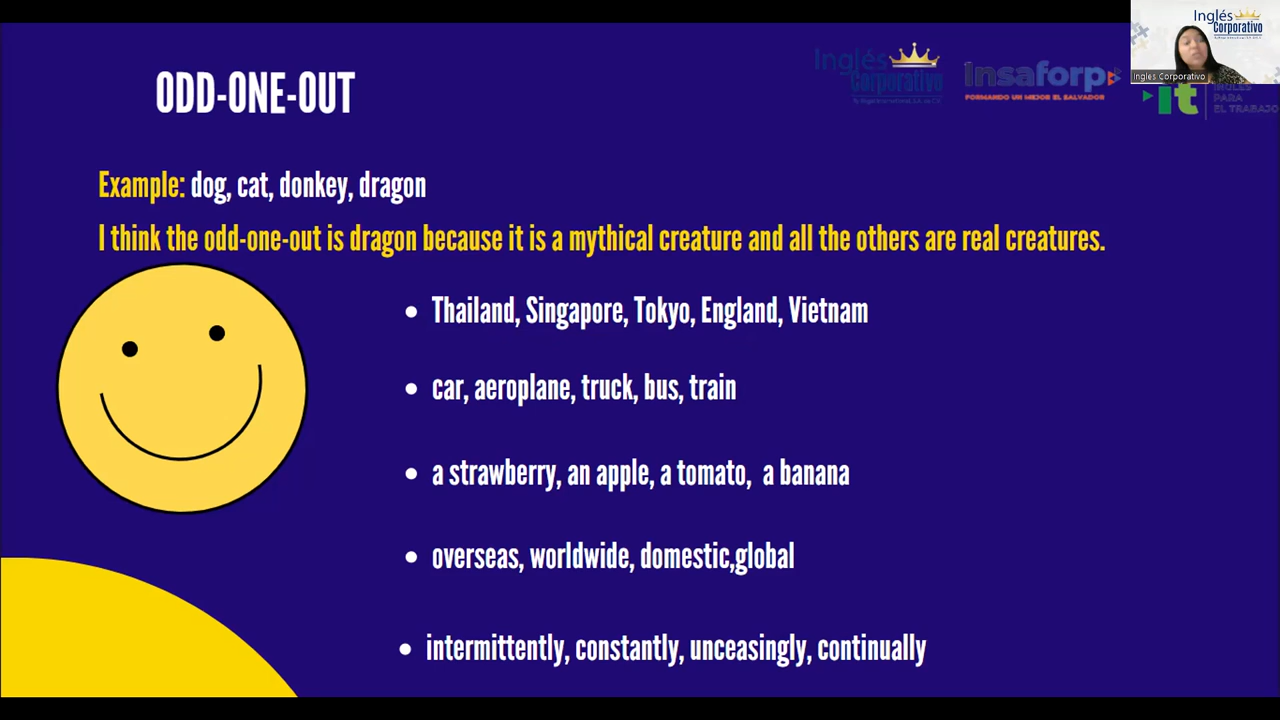 Inglés
Corporativo
Ingles Corporativo
ODD-ONE-OUT
Inglés
Corporativo
Insaforp
FORMANDO UN MEJOR EL SALVADOR
it
INGLÉS
PARA
EL TRABAJO
Example: dog, cat, donkey, dragon
I think the odd-one-out is dragon because it is a mythical creature and all the others are real creatures.
• Thailand, Singapore, Tokyo, England, Vietnam
• car, aeroplane, truck, bus, train
• a strawberry, an apple, a tomato, a banana
• overseas, worldwide, domestic,global
• intermittently, constantly, unceasingly, continually